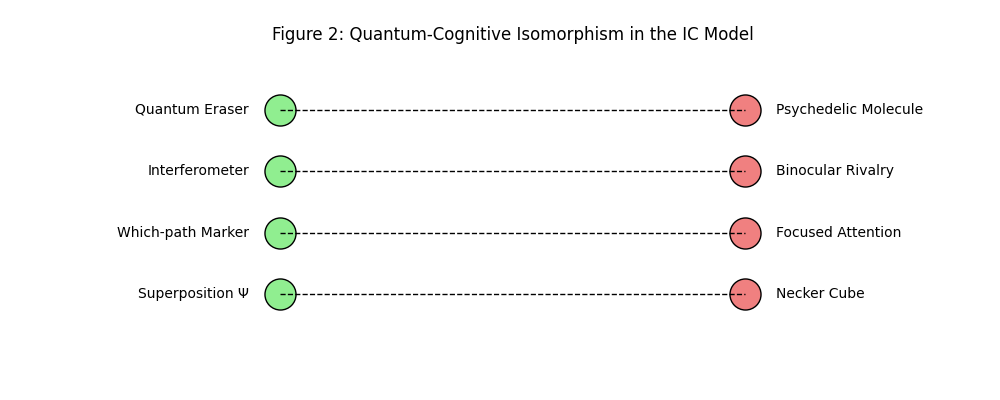 Figure 2: Quantum-Cognitive Isomorphism in the IC Model
Quantum Eraser Psychedelic Molecule
Interferometer Binocular Rivalry
Which-path Marker Focused Attention
Superposition Ψ Necker Cube